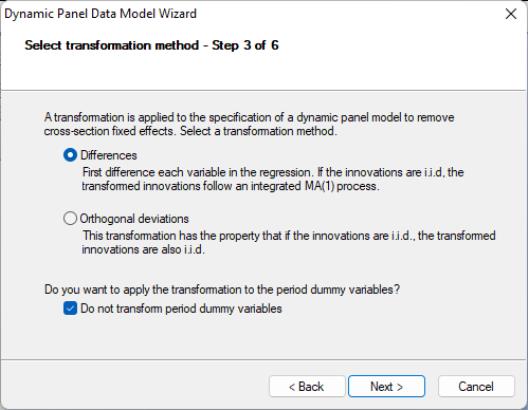 Dynamic Panel Data Model Wizard
Select transformation method - Step 3 of 6
A transformation is applied to the specification of a dynamic panel model to remove
cross-section fixed effects. Select a transformation method.
Differences
First difference each variable in the regression. If the innovations are i.i.d, the
transformed innovations follow an integrated MA(1) process.
Orthogonal deviations
This transformation has the property that if the innovations are i.i.d., the transformed
innovations are also i.i.d.
Do you want to apply the transformation to the period dummy variables?
Do not transform period dummy variables
< Back
Next >
Cancel